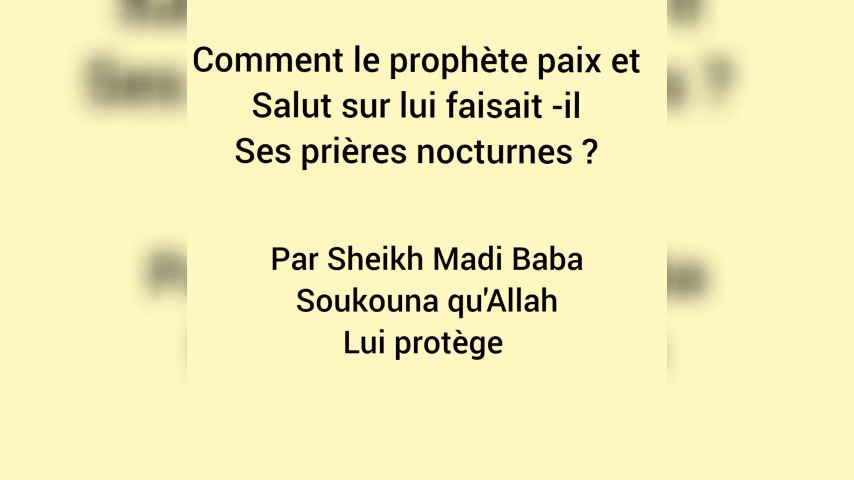 Comment le prophète paix et
Salut sur lui faisait -il
Ses prières nocturnes ?
Par Sheikh Madi Baba
Soukouna qu'Allah
Lui protège